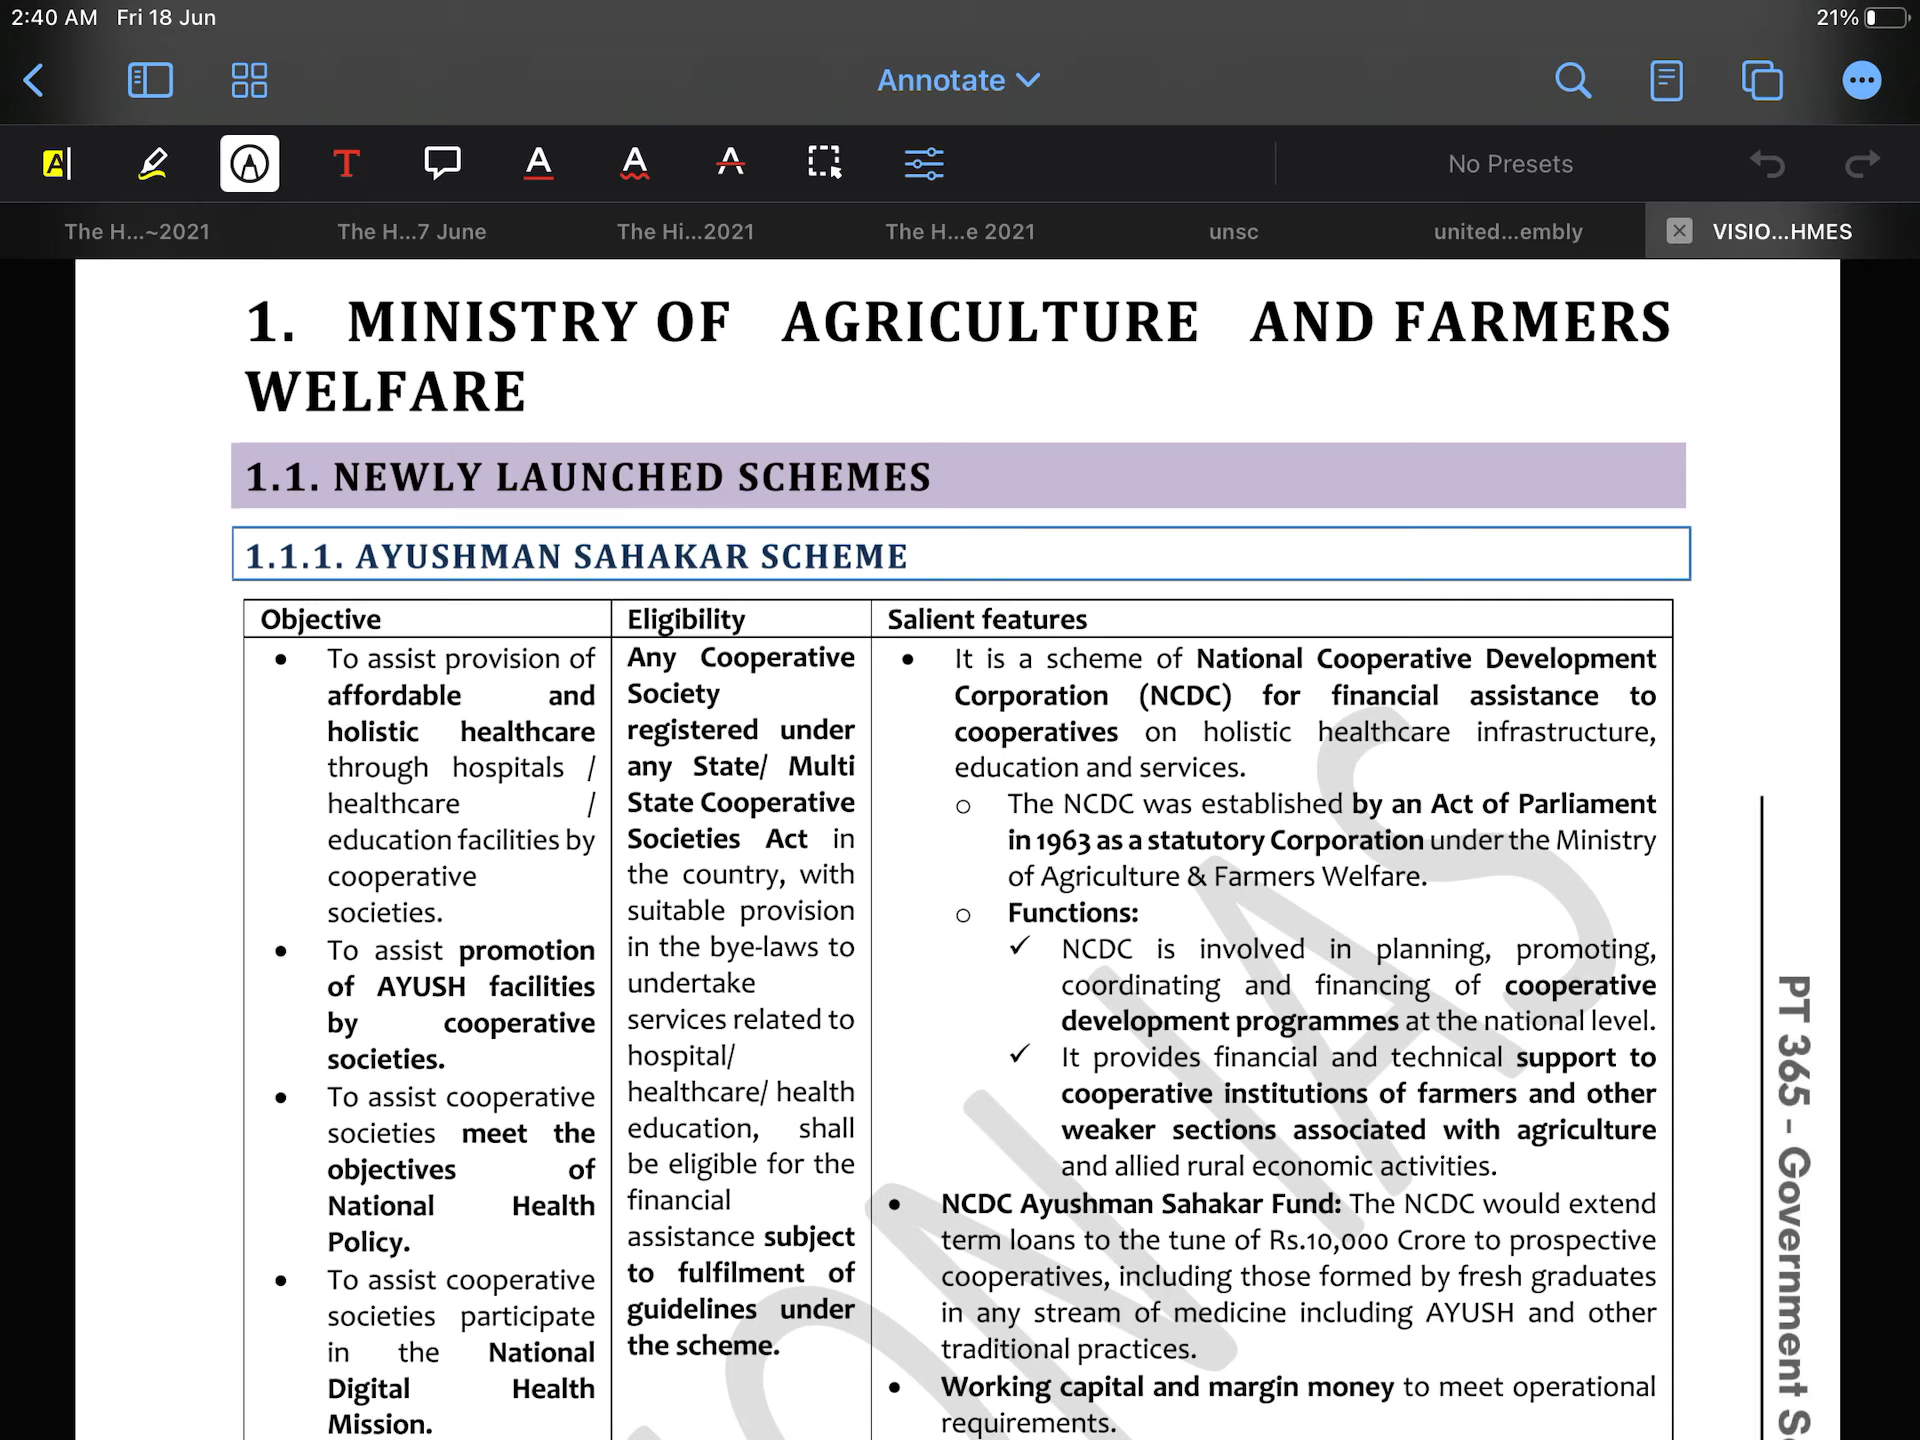 2:40 AM Fri 18 Jun
21%
Annotate
No Presets
The H...~2021
The H...7 June
The Hi...2021
The H...e 2021
unsc
united...embly
VISIO...HMES
1. MINISTRY OF AGRICULTURE AND FARMERS
WELFARE
1.1. NEWLY LAUNCHED SCHEMES
1.1.1. AYUSHMAN SAHAKAR SCHEME
Objective
• To assist provision of
affordable and
holistic healthcare
through hospitals /
healthcare /
education facilities by
cooperative
societies.
• To assist promotion
of AYUSH facilities
by cooperative
societies.
• To assist cooperative
societies meet the
objectives of
National Health
Policy.
• To assist cooperative
societies participate
in the National
Digital Health
Mission.
Eligibility
Any Cooperative
Society
registered under
any State/ Multi
State Cooperative
Societies Act in
the country, with
suitable provision
in the bye-laws to
undertake
services related to
hospital/
healthcare/ health
education, shall
be eligible for the
financial
assistance subject
to fulfilment of
guidelines under
the scheme.
Salient features
• It is a scheme of National Cooperative Development
Corporation (NCDC) for financial assistance to
cooperatives on holistic healthcare infrastructure,
education and services.
o The NCDC was established by an Act of Parliament
in 1963 as a statutory Corporation under the Ministry
of Agriculture & Farmers Welfare.
o Functions:
✓ NCDC is involved in planning, promoting,
coordinating and financing of cooperative
development programmes at the national level.
✓ It provides financial and technical support to
cooperative institutions of farmers and other
weaker sections associated with agriculture
and allied rural economic activities.
• NCDC Ayushman Sahakar Fund: The NCDC would extend
term loans to the tune of Rs.10,000 Crore to prospective
cooperatives, including those formed by fresh graduates
in any stream of medicine including AYUSH and other
traditional practices.
• Working capital and margin money to meet operational
requirements.
PT 365 - Government S